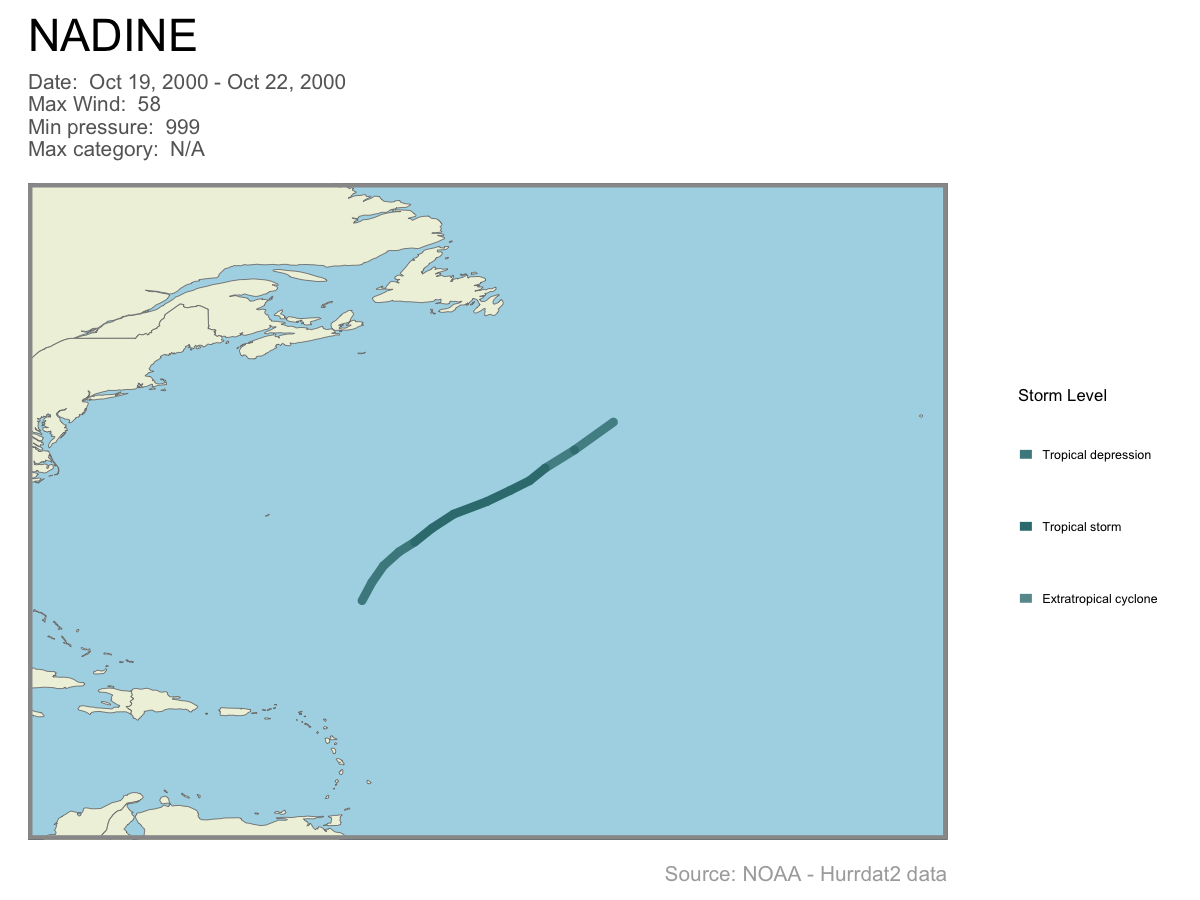 NADINE
Date:  Oct 19, 2000 - Oct 22, 2000
Max Wind:  58
Min pressure:  999
Max category:  N/A
Storm Level
Tropical depression
Tropical storm
Extratropical cyclone
Source: NOAA - Hurrdat2 data